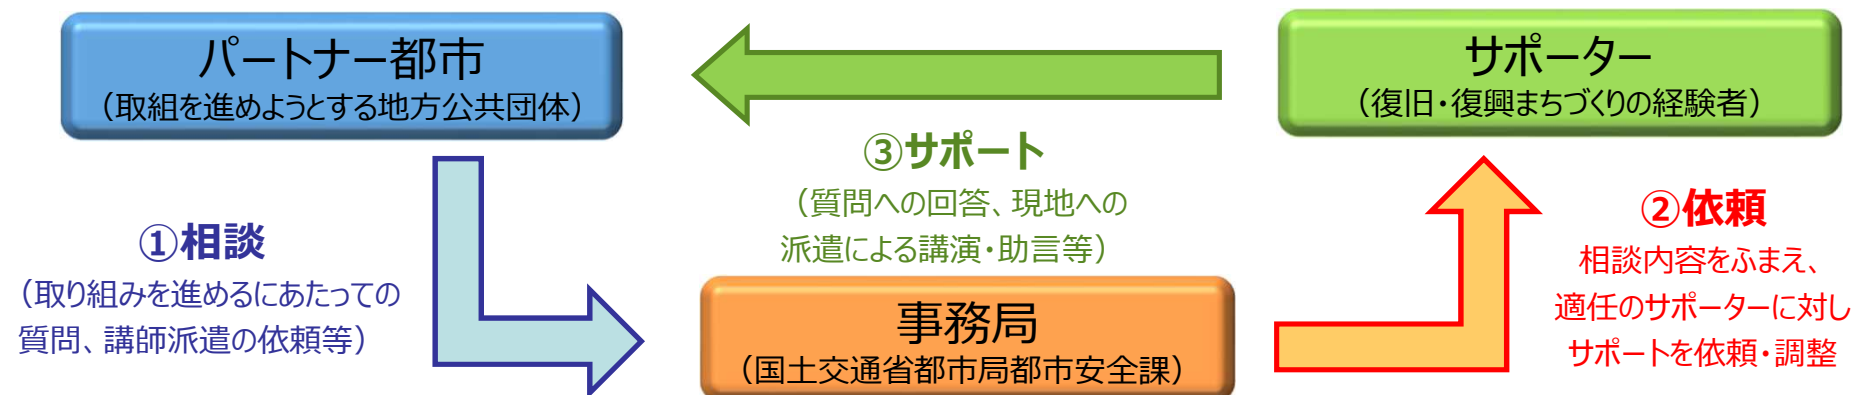 パートナー都市
（取組を進めようとする地方公共団体）
サポーター
（復旧・復興まちづくりの経験者）
①相談
（取り組みを進めるにあたっての
質問、講師派遣の依頼等）
②依頼
相談内容をふまえ、
適任のサポーターに対し
サポートを依頼・調整
③サポート
（質問への回答、現地への
派遣による講演・助言等）
事務局
（国土交通省都市局都市安全課）